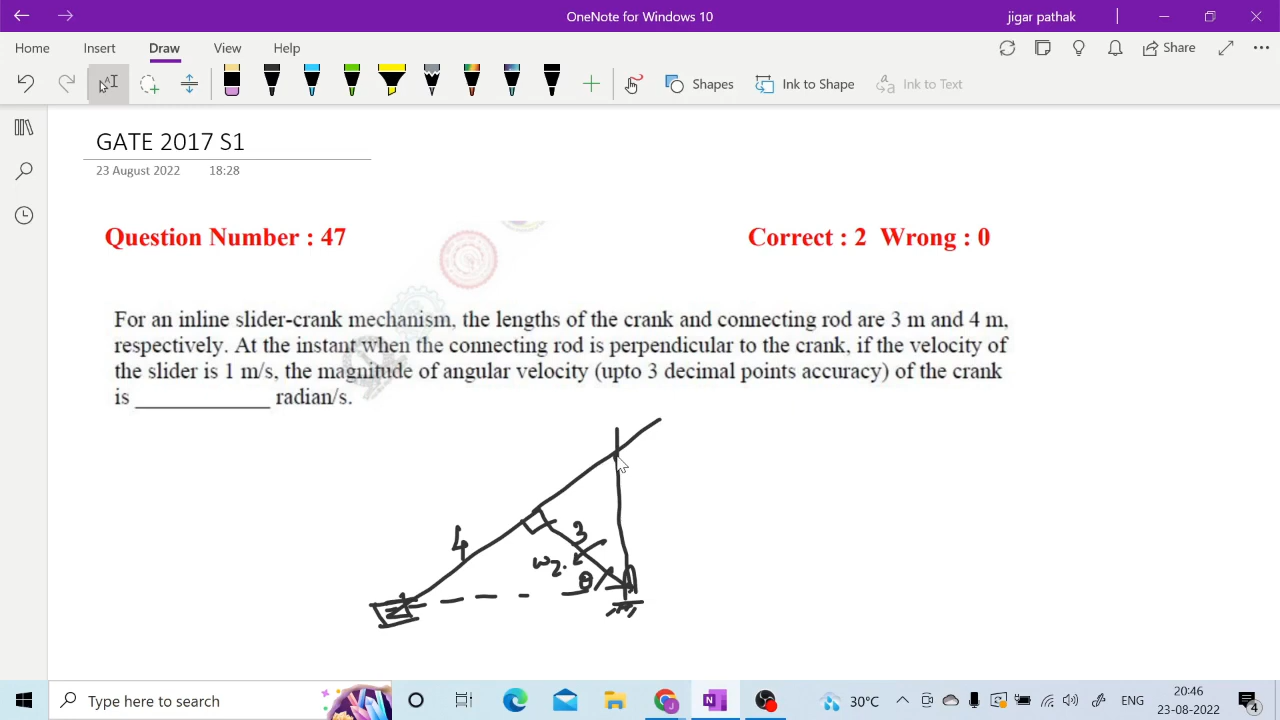 OneNote for Windows 10
jigar pathak
Home Insert Draw View Help
Share
Shapes
Ink to Shape
Ink to Text
GATE 2017 S1
23 August 2022 18:28
Question Number : 47 Correct : 2 Wrong : 0
For an inline slider-crank mechanism, the lengths of the crank and connecting rod are 3 m and 4 m,
respectively. At the instant when the connecting rod is perpendicular to the crank, if the velocity of
the slider is 1 m/s, the magnitude of angular velocity (upto 3 decimal points accuracy) of the crank
is ____________ radian/s.
4
3
ω2.
θ
Type here to search
30°C
ENG
20:46
23-08-2022
4